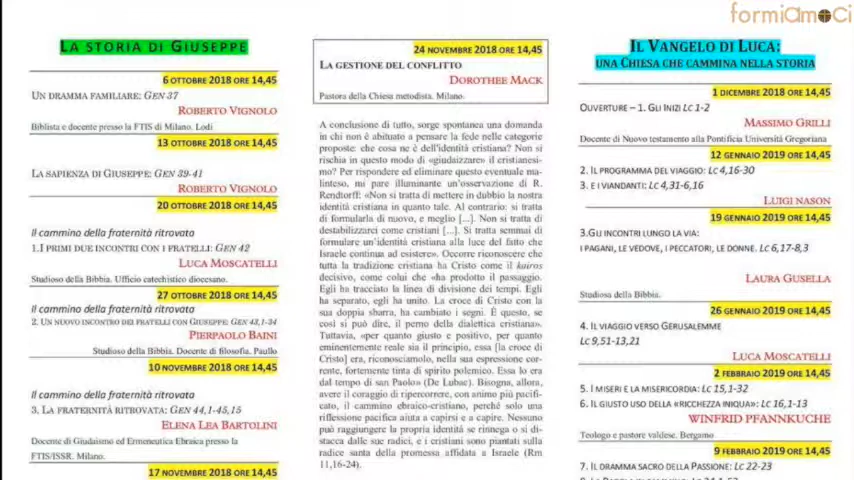 formiAmoCi
LA STORIA DI GIUSEPPE
6 OTTOBRE 2018 ORE 14,45
UN DRAMMA FAMILIARE: GEN 37
ROBERTO VIGNOLO
Biblista e docente presso la FTIS di Milano. Lodi
13 OTTOBRE 2018 ORE 14,45
LA SAPIENZA DI GIUSEPPE: GEN 39-41
ROBERTO VIGNOLO
20 OTTOBRE 2018 ORE 14,45
Il cammino della fraternità ritrovata
1.I PRIMI DUE INCONTRI CON I FRATELLI: GEN 42
LUCA MOSCATELLI
Studioso della Bibbia. Ufficio catechistico diocesano.
27 OTTOBRE 2018 ORE 14,45
Il cammino della fraternità ritrovata
2. UN NUOVO INCONTRO DEI FRATELLI CON GIUSEPPE: GEN 43,1-34
PIERPAOLO BAINI
Studioso della Bibbia. Docente di filosofia. Paullo
10 NOVEMBRE 2018 ORE 14,45
Il cammino della fraternità ritrovata
3. LA FRATERNITÀ RITROVATA: GEN 44,1-45,15
ELENA LEA BARTOLINI
Docente di Giudaismo ed Ermeneutica Ebraica presso la
FTIS/ISSR. Milano.
17 NOVEMBRE 2018 ORE 14,45
24 NOVEMBRE 2018 ORE 14,45
LA GESTIONE DEL CONFLITTO
DOROTHEE MACK
Pastora della Chiesa metodista. Milano.
A conclusione di tutto, sorge spontanea una domanda
in chi non è abituato a pensare la fede nelle categorie
proposte: che cosa ne è dell'identità cristiana? Non si
rischia in questo modo di «giudaizzare» il cristianesi-
mo? Per rispondere ed eliminare questo eventuale ma-
linteso, mi pare illuminante un'osservazione di R.
Rendtorff: «Non si tratta di mettere in dubbio la nostra
identità cristiana in quanto tale. Al contrario: si tratta
di formularla di nuovo, e meglio [...]. Non si tratta di
destabilizzarci come cristiani [...]. Si tratta semmai di
formulare un'identità cristiana alla luce del fatto che
Israele continua ad esistere». Occorre riconoscere che
tutta la tradizione cristiana ha Cristo come il kairos
decisivo, come colui che «ha prodotto il passaggio.
Egli ha tracciato la linea di divisione dei tempi. Egli
ha separato, egli ha unito. La croce di Cristo con la
sua doppia sbarra, ha cambiato i segni. È questo, se
così si può dire, il perno della dialettica cristiana».
Tuttavia, «per quanto giusto e positivo, per quanto
eminentemente reale sia il principio, essa [la croce di
Cristo] era, riconosciamolo, nella sua espressione cor-
rente, fortemente tinta di spirito polemico. Essa lo era
dal tempo di san Paolo» (De Lubac). Bisogna, allora,
avere il coraggio di ripercorrere, con animo più pacifi-
cato, il cammino ebraico-cristiano, perché solo una
riflessione pacifica aiuta a capirsi e a capire. Nessuno
può raggiungere la propria identità se rinnega o si di-
stacca dalle sue radici, e i cristiani sono piantati sulla
radice santa della promessa affidata a Israele (Rm
11,16-24).
IL VANGELO DI LUCA:
UNA CHIESA CHE CAMMINA NELLA STORIA
1 DICEMBRE 2018 ORE 14,45
OUVERTURE – 1. GLI INIZI LC 1-2
MASSIMO GRILLI
Docente di Nuovo testamento alla Pontificia Università Gregoriana
12 GENNAIO 2019 ORE 14,45
2. IL PROGRAMMA DEL VIAGGIO: LC 4,16-30
3. E I VIANDANTI: LC 4,31-6,16
LUIGI NASON
19 GENNAIO 2019 ORE 14,45
3.GLI INCONTRI LUNGO LA VIA:
I PAGANI, LE VEDOVE, I PECCATORI, LE DONNE. LC 6,17-8,3
LAURA GUSELLA
Studiosa della Bibbia.
26 GENNAIO 2019 ORE 14,45
4. IL VIAGGIO VERSO GERUSALEMME
LC 9,51-13,21
LUCA MOSCATELLI
2 FEBBRAIO 2019 ORE 14,45
5. I MISERI E LA MISERICORDIA: LC 15,1-32
6. IL GIUSTO USO DELLA «RICCHEZZA INIQUA»: LC 16,1-13
WINFRID PFANNKUCHE
Teologo e pastore valdese. Bergamo
9 FEBBRAIO 2019 ORE 14,45
7. IL DRAMMA SACRO DELLA PASSIONE: LC 22-23